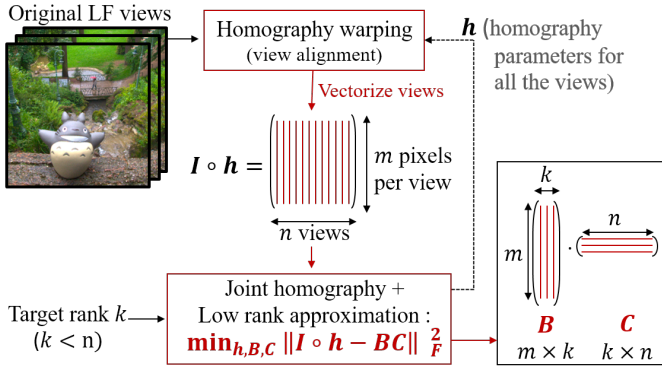 Original LF views
Homography warping
(view alignment)
h (homography
parameters for
all the views)
Vectorize views
I ∘ h =
m pixels
per view
n views
Target rank k
(k < n)
Joint homography +
Low rank approximation :
min_{h,B,C} ‖I ∘ h − BC‖ ²_F
k
n
m
·
B C
m × k k × n